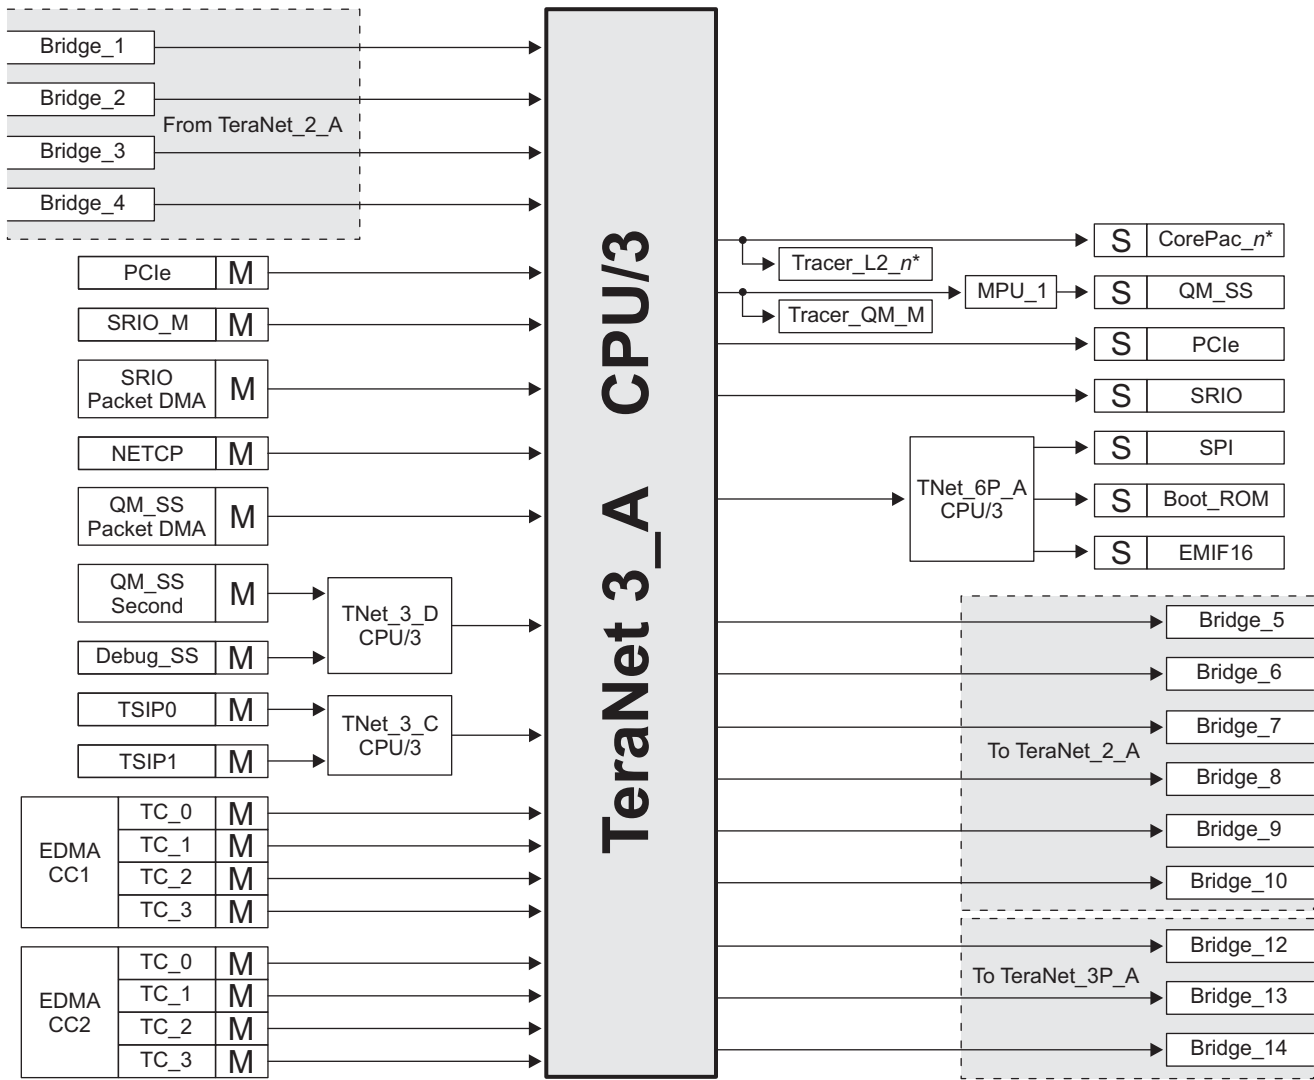 Bridge_1
Bridge_2
From TeraNet_2_A
Bridge_3
Bridge_4
PCIe M
SRIO_M M
SRIO
Packet DMA M
NETCP M
QM_SS
Packet DMA M
QM_SS
Second M
Debug_SS M
TNet_3_D
CPU/3
TSIP0 M
TSIP1 M
TNet_3_C
CPU/3
EDMA
CC1
TC_0 M
TC_1 M
TC_2 M
TC_3 M
EDMA
CC2
TC_0 M
TC_1 M
TC_2 M
TC_3 M
TeraNet 3_A CPU/3
S CorePac_n*
Tracer_L2_n*
MPU_1
S QM_SS
Tracer_QM_M
S PCIe
S SRIO
TNet_6P_A
CPU/3
S SPI
S Boot_ROM
S EMIF16
Bridge_5
Bridge_6
Bridge_7
To TeraNet_2_A
Bridge_8
Bridge_9
Bridge_10
Bridge_12
To TeraNet_3P_A
Bridge_13
Bridge_14